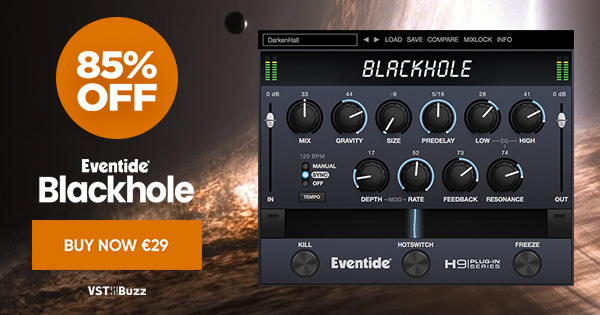 85%
OFF
Eventide®
Blackhole
BUY NOW €29
VSTBuzz
DarkenHall
LOAD SAVE COMPARE MIXLOCK INFO
BLACKHOLE
0 dB 33 44 -9 5/16 28 41 0 dB
MIX GRAVITY SIZE PREDELAY LOW EQ HIGH
120 BPM
MANUAL
SYNC
OFF
TEMPO
17 52 73 74
IN DEPTH MOD RATE FEEDBACK RESONANCE OUT
KILL HOTSWITCH FREEZE
Eventide® H9 PLUG-IN
SERIES